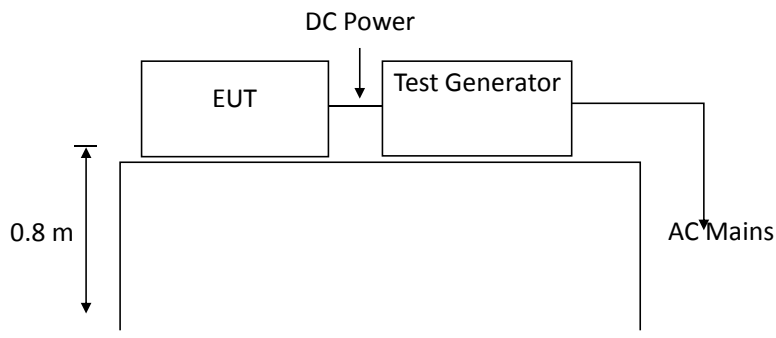 DC Power
EUT
Test Generator
0.8 m
AC Mains